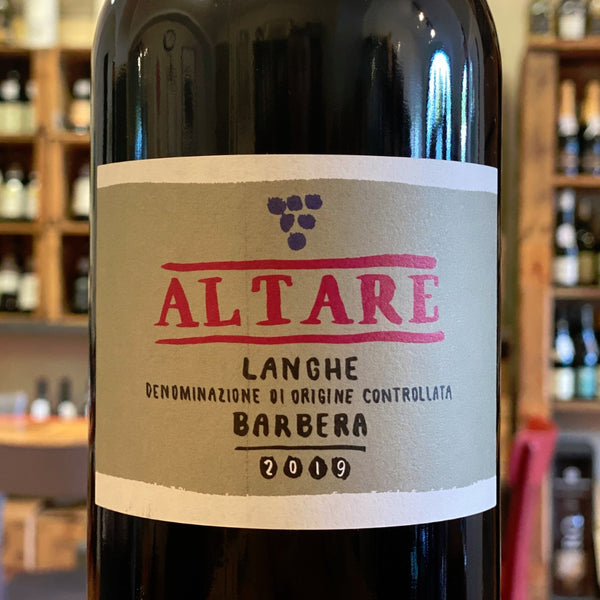 ALTARE
LANGHE
DENOMINAZIONE DI ORIGINE CONTROLLATA
BARBERA
2019